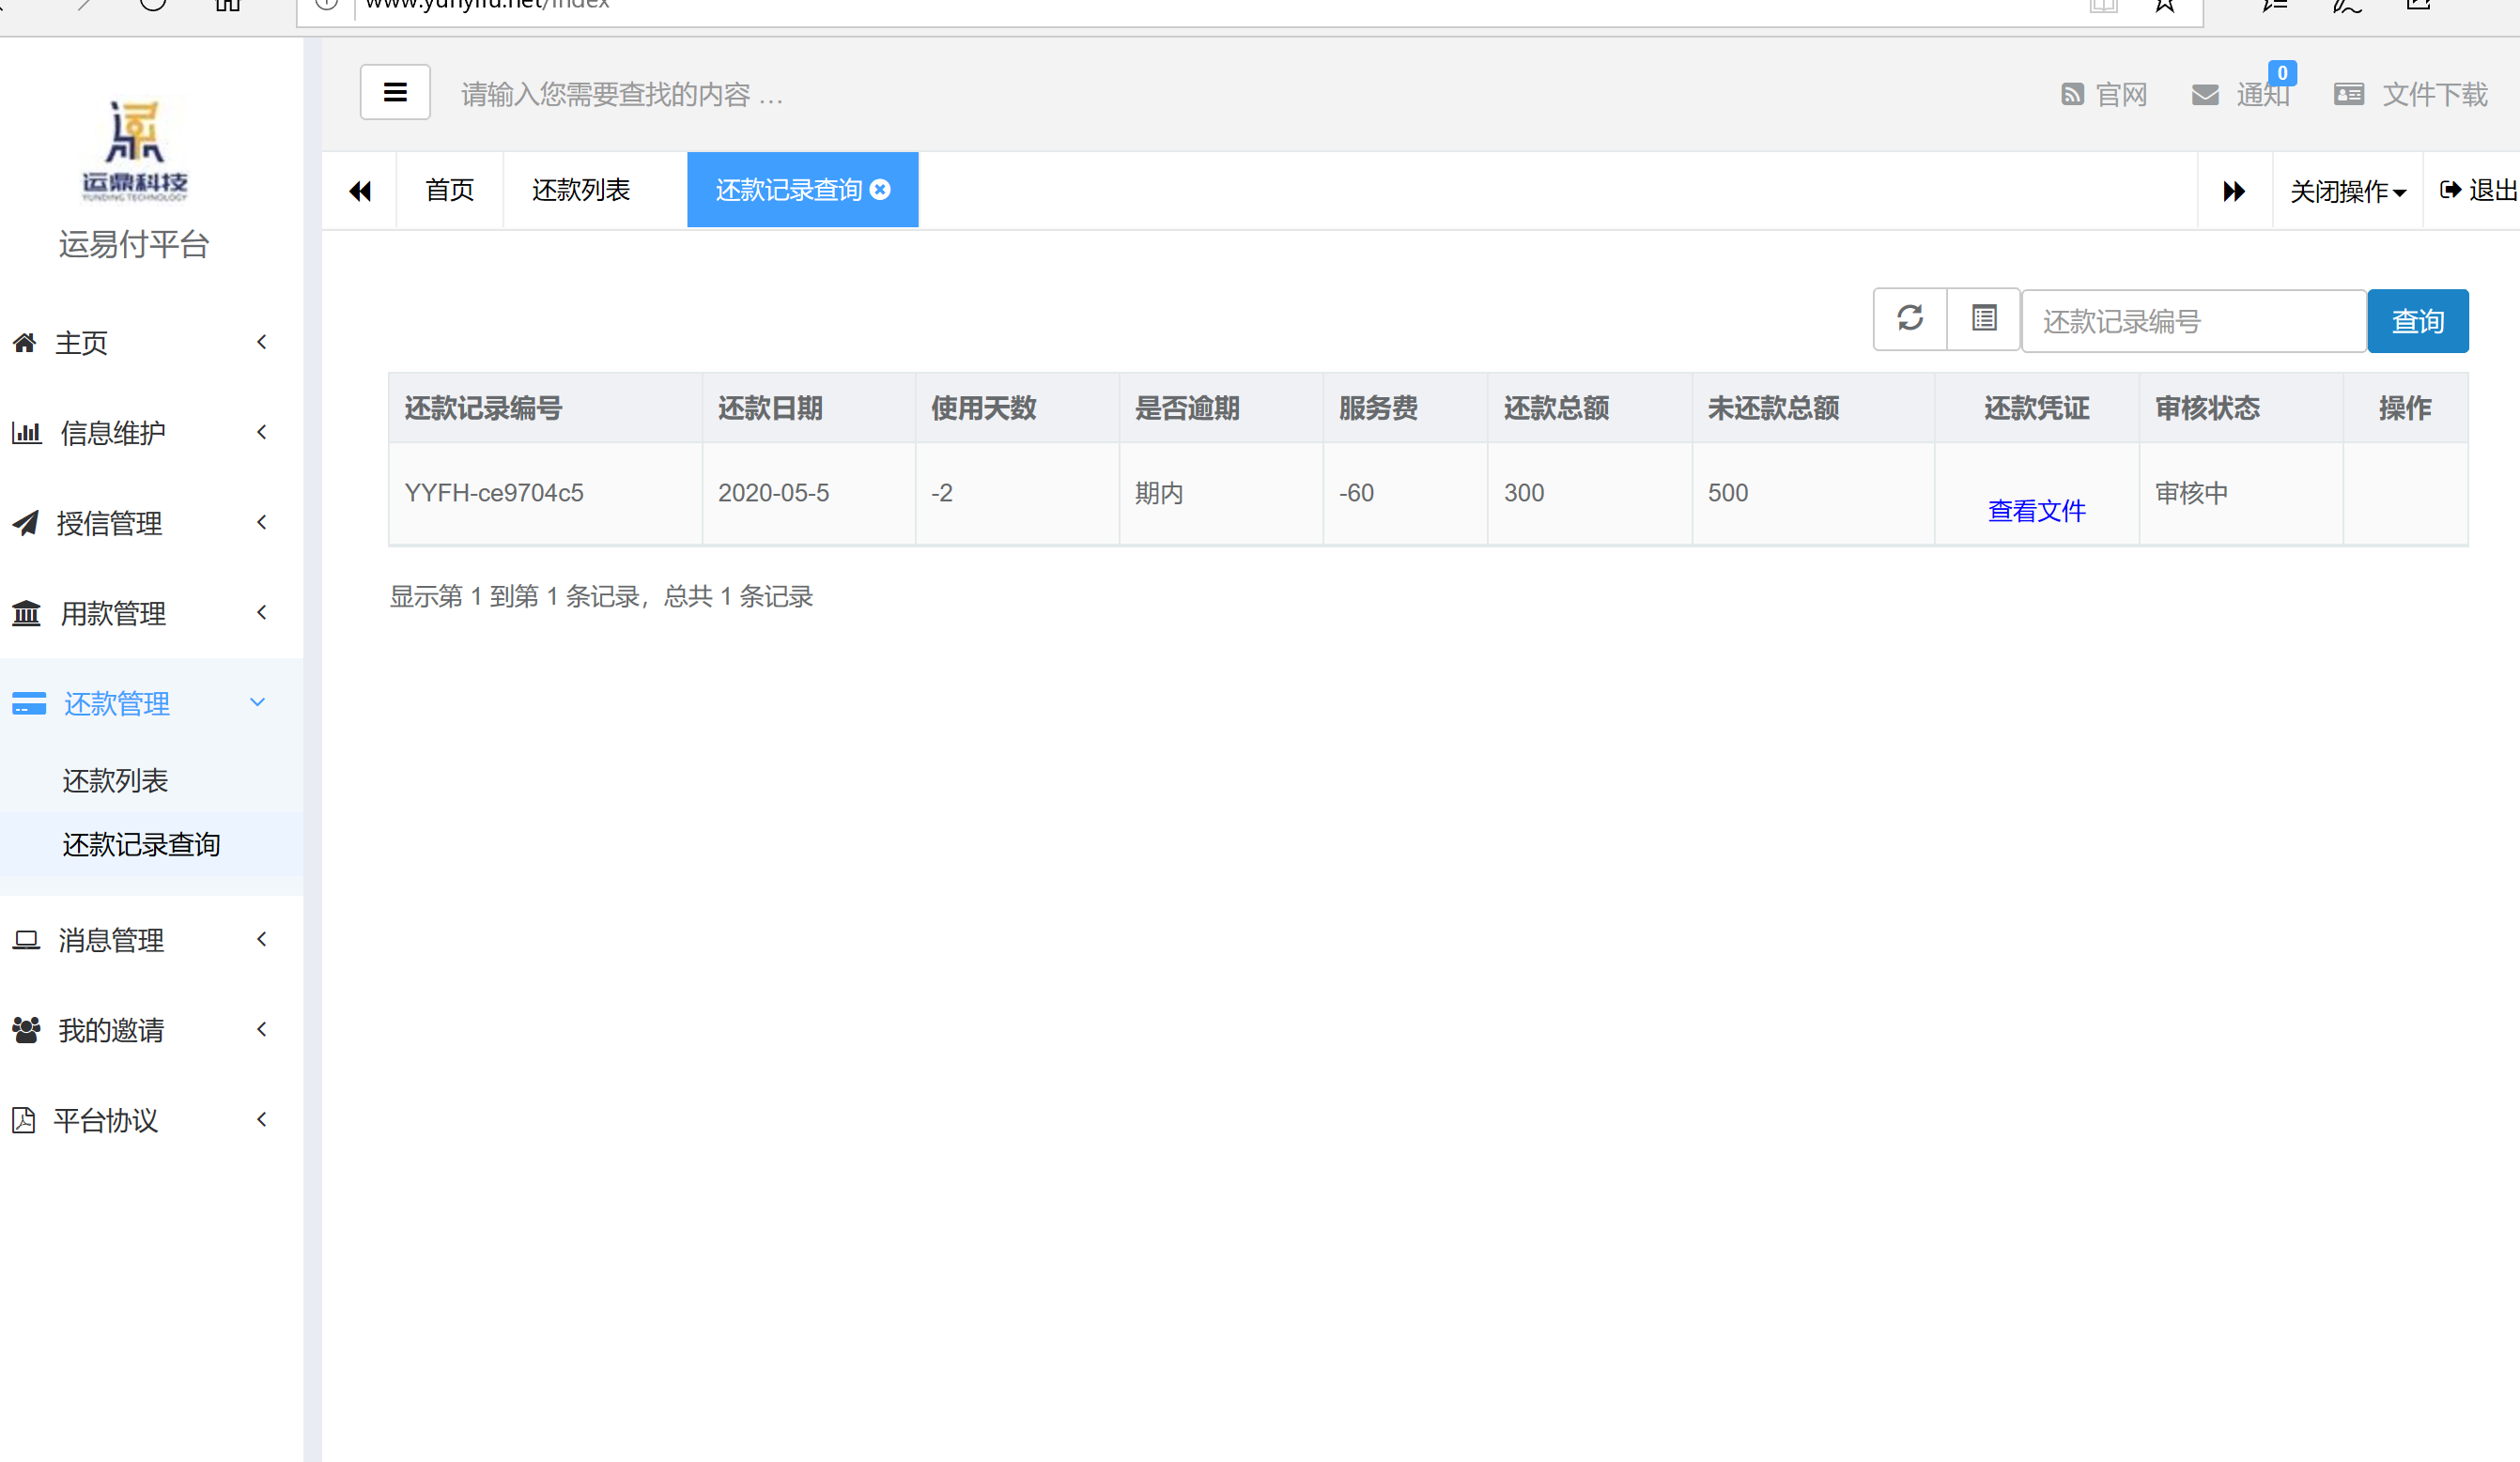 请输入您需要查找的内容 …
官网
通知
0
文件下载
运鼎科技
YUNDING TECHNOLOGY
运易付平台
首页
还款列表
还款记录查询
关闭操作
退出
主页
信息维护
授信管理
用款管理
还款管理
还款列表
还款记录查询
消息管理
我的邀请
平台协议
还款记录编号
查询
还款记录编号 还款日期 使用天数 是否逾期 服务费 还款总额 未还款总额 还款凭证 审核状态 操作
YYFH-ce9704c5 2020-05-5 -2 期内 -60 300 500 查看文件 审核中
显示第 1 到第 1 条记录，总共 1 条记录